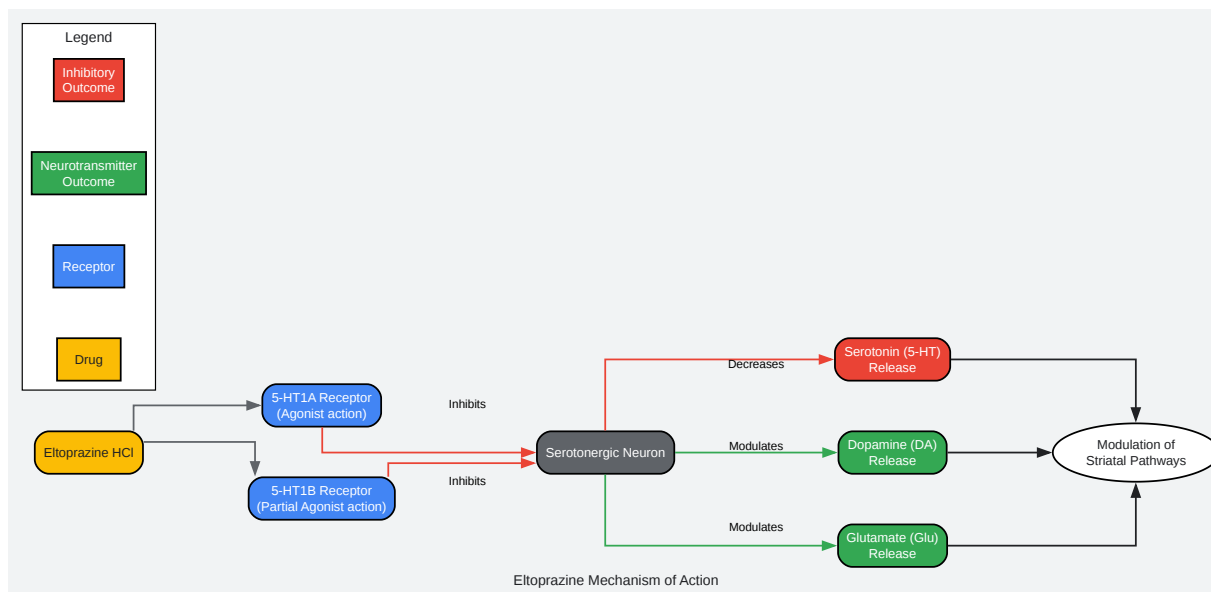 Legend
Inhibitory
Outcome
Neurotransmitter
Outcome
Receptor
Drug
Eltoprazine HCl
5-HT1A Receptor
(Agonist action)
5-HT1B Receptor
(Partial Agonist action)
Inhibits
Inhibits
Serotonergic Neuron
Decreases
Modulates
Modulates
Serotonin (5-HT)
Release
Dopamine (DA)
Release
Glutamate (Glu)
Release
Modulation of
Striatal Pathways
Eltoprazine Mechanism of Action